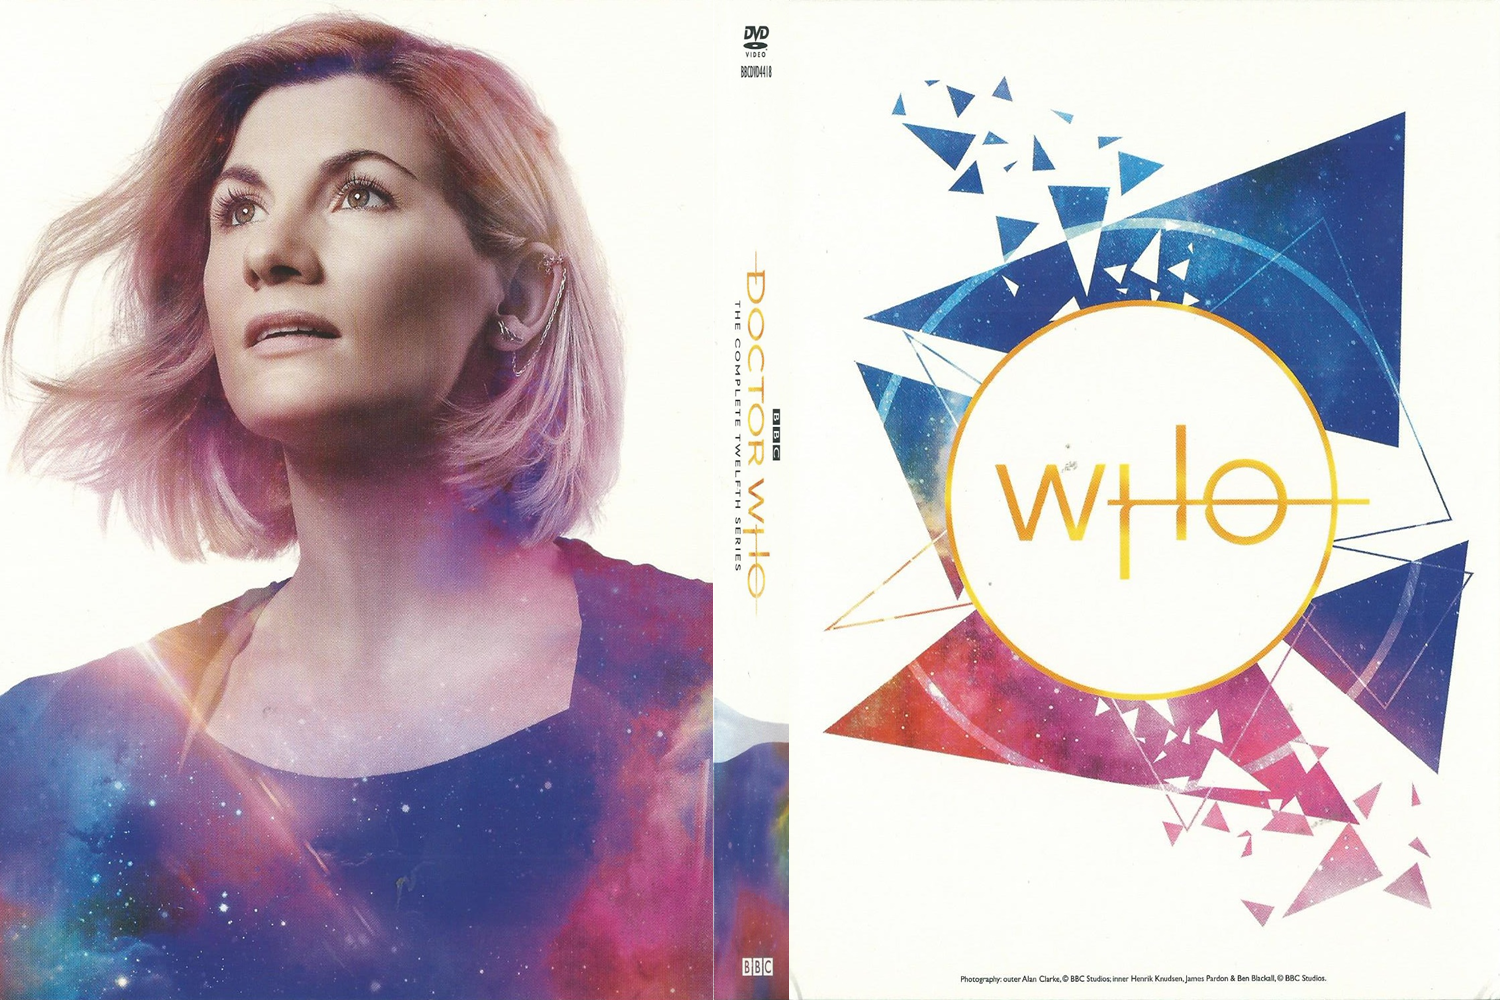 DVD
VIDEO
BBCDVD4418
BBC
DOCTOR WHO
THE COMPLETE TWELFTH SERIES
BBC
WHO
Photography: outer Alan Clarke, © BBC Studios; inner Henrik Knudsen, James Pardon & Ben Blackall, © BBC Studios.